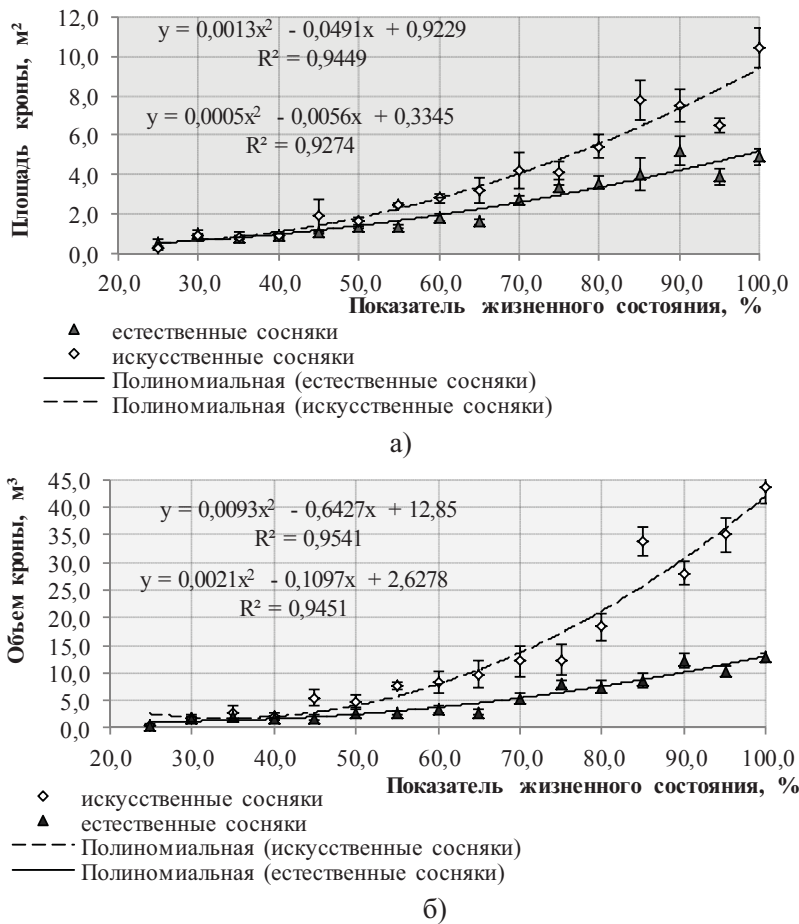 y = 0,0013x² - 0,0491x + 0,9229
R² = 0,9449
y = 0,0005x² - 0,0056x + 0,3345
R² = 0,9274
Площадь кроны, м²
12,0
10,0
8,0
6,0
4,0
2,0
0,0
20,0 30,0 40,0 50,0 60,0 70,0 80,0 90,0 100,0
Показатель жизненного состояния, %
естественные сосняки
искусственные сосняки
Полиномиальная (естественные сосняки)
Полиномиальная (искусственные сосняки)
а)
y = 0,0093x² - 0,6427x + 12,85
R² = 0,9541
y = 0,0021x² - 0,1097x + 2,6278
R² = 0,9451
Объем кроны, м³
45,0
40,0
35,0
30,0
25,0
20,0
15,0
10,0
5,0
0,0
20,0 30,0 40,0 50,0 60,0 70,0 80,0 90,0 100,0
Показатель жизненного состояния, %
искусственные сосняки
естественные сосняки
Полиномиальная (искусственные сосняки)
Полиномиальная (естественные сосняки)
б)